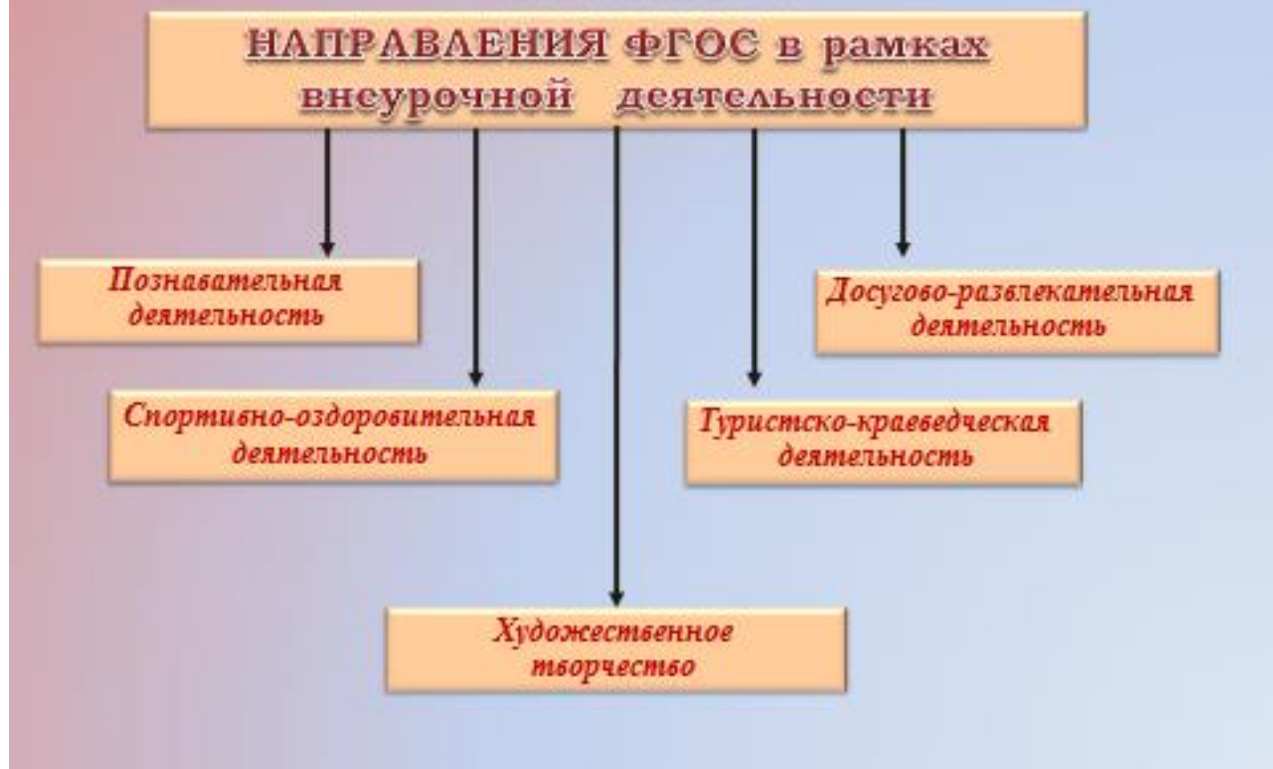 НАПРАВЛЕНИЯ ФГОС в рамках
внеурочной деятельности
Познавательная
деятельность
Досугово-развлекательная
деятельность
Спортивно-оздоровительная
деятельность
Туристско-краеведческая
деятельность
Художественное
творчество